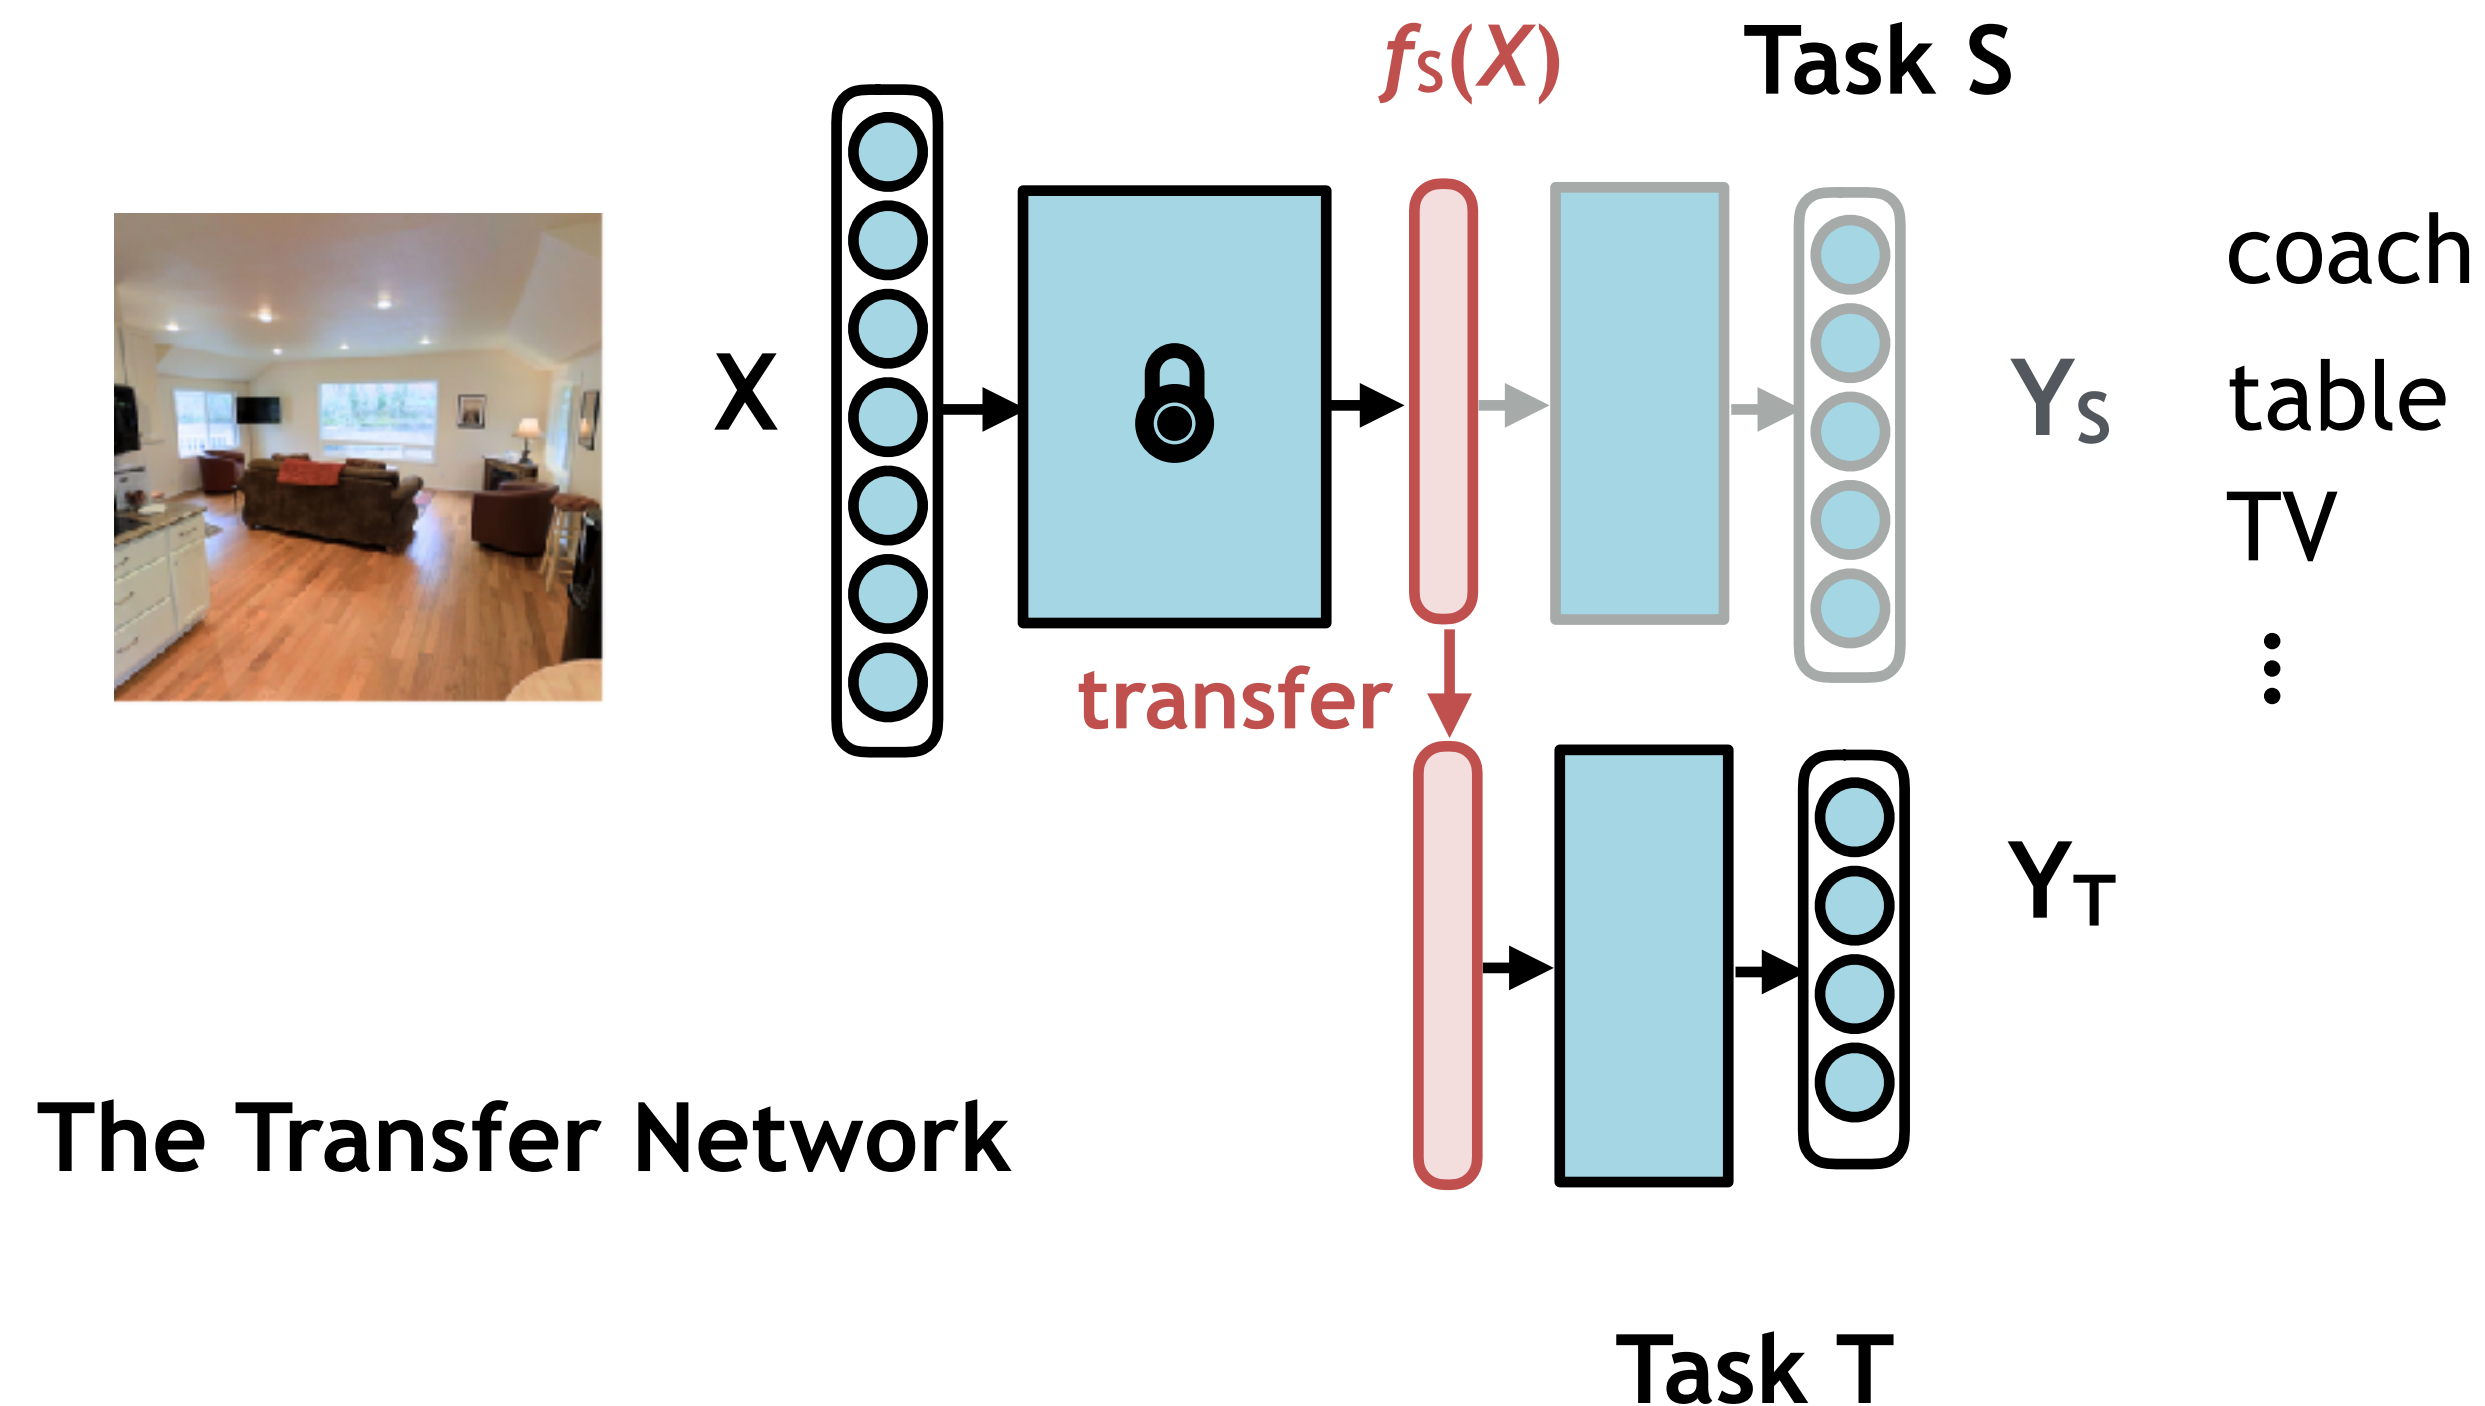 fS(X)
Task S
X
YS
coach
table
TV
transfer
YT
The Transfer Network
Task T